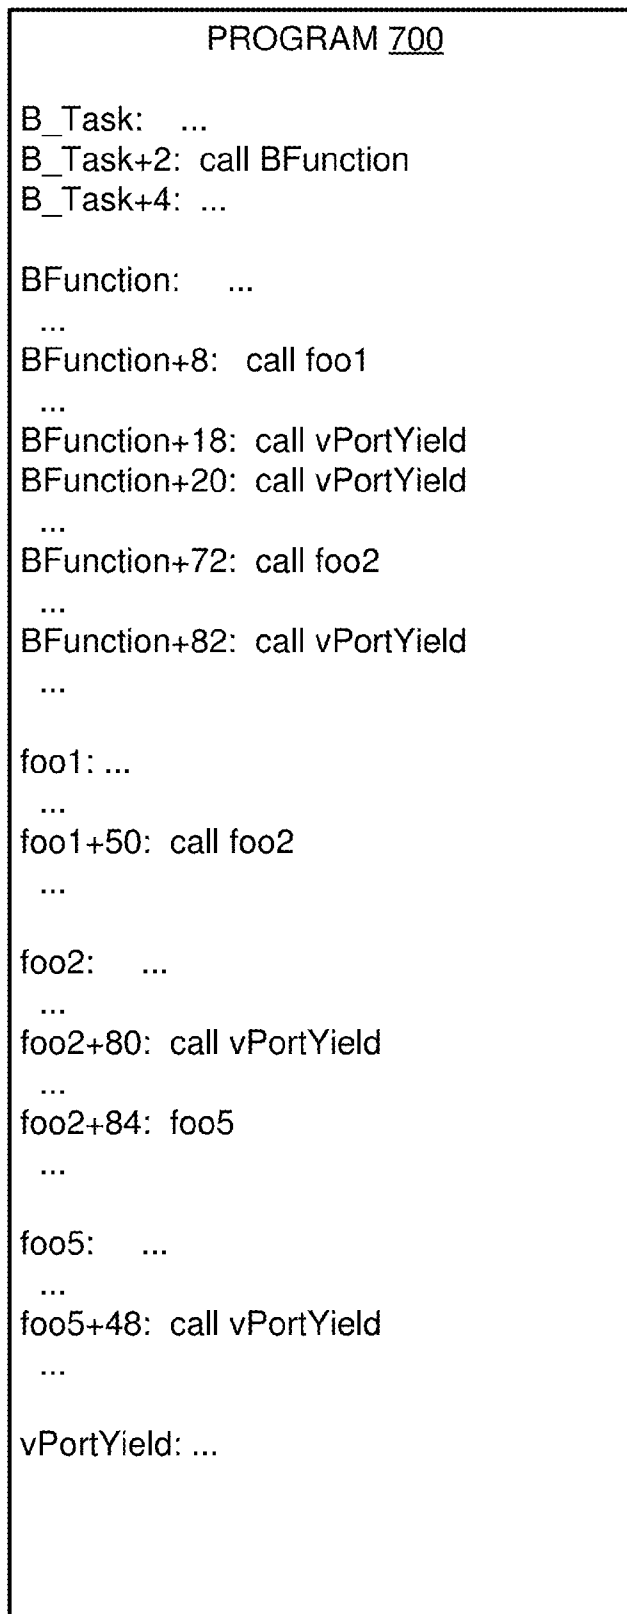 PROGRAM 700
B_Task: ...
B_Task+2: call BFunction
B_Task+4: ...
BFunction: ...
...
BFunction+8: call foo1
...
BFunction+18: call vPortYield
BFunction+20: call vPortYield
...
BFunction+72: call foo2
...
BFunction+82: call vPortYield
...
foo1: ...
...
foo1+50: call foo2
...
foo2: ...
...
foo2+80: call vPortYield
...
foo2+84: foo5
...
foo5: ...
...
foo5+48: call vPortYield
...
vPortYield: ...